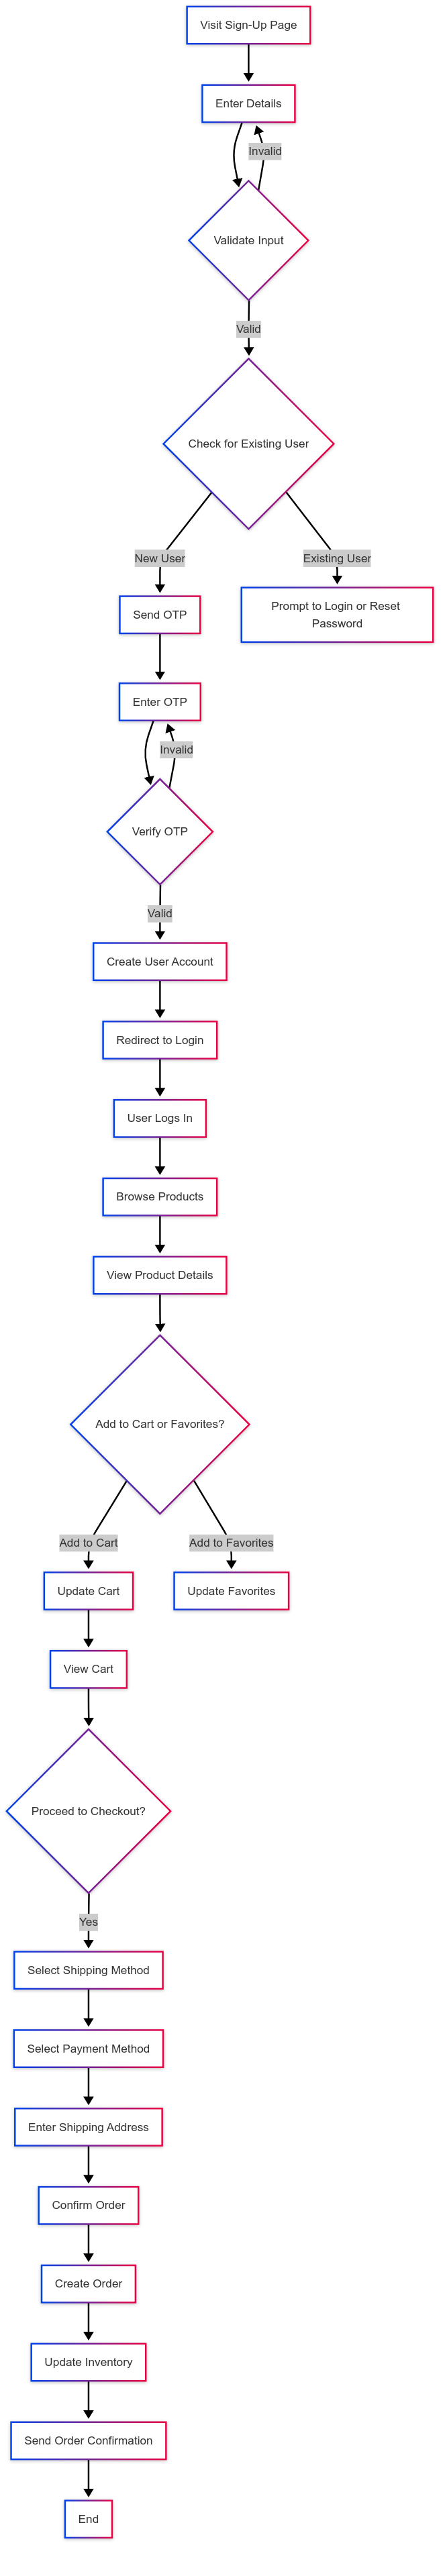 Visit Sign-Up Page
Enter Details
Invalid
Validate Input
Valid
Check for Existing User
New User
Existing User
Send OTP
Prompt to Login or Reset
Password
Enter OTP
Invalid
Verify OTP
Valid
Create User Account
Redirect to Login
User Logs In
Browse Products
View Product Details
Add to Cart or Favorites?
Add to Cart
Add to Favorites
Update Cart
Update Favorites
View Cart
Proceed to Checkout?
Yes
Select Shipping Method
Select Payment Method
Enter Shipping Address
Confirm Order
Create Order
Update Inventory
Send Order Confirmation
End